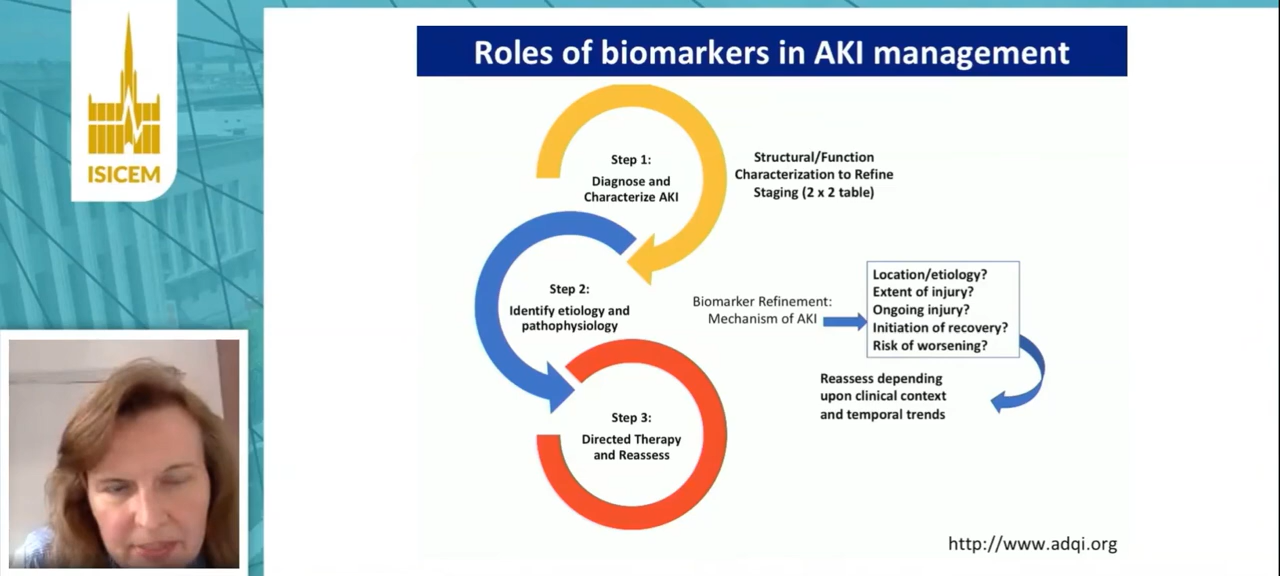 ISICEM
Roles of biomarkers in AKI management
Step 1:
Diagnose and
Characterize AKI
Structural/Function
Characterization to Refine
Staging (2 x 2 table)
Step 2:
Identify etiology and
pathophysiology
Biomarker Refinement:
Mechanism of AKI
Location/etiology?
Extent of injury?
Ongoing injury?
Initiation of recovery?
Risk of worsening?
Reassess depending
upon clinical context
and temporal trends
Step 3:
Directed Therapy
and Reassess
http://www.adqi.org